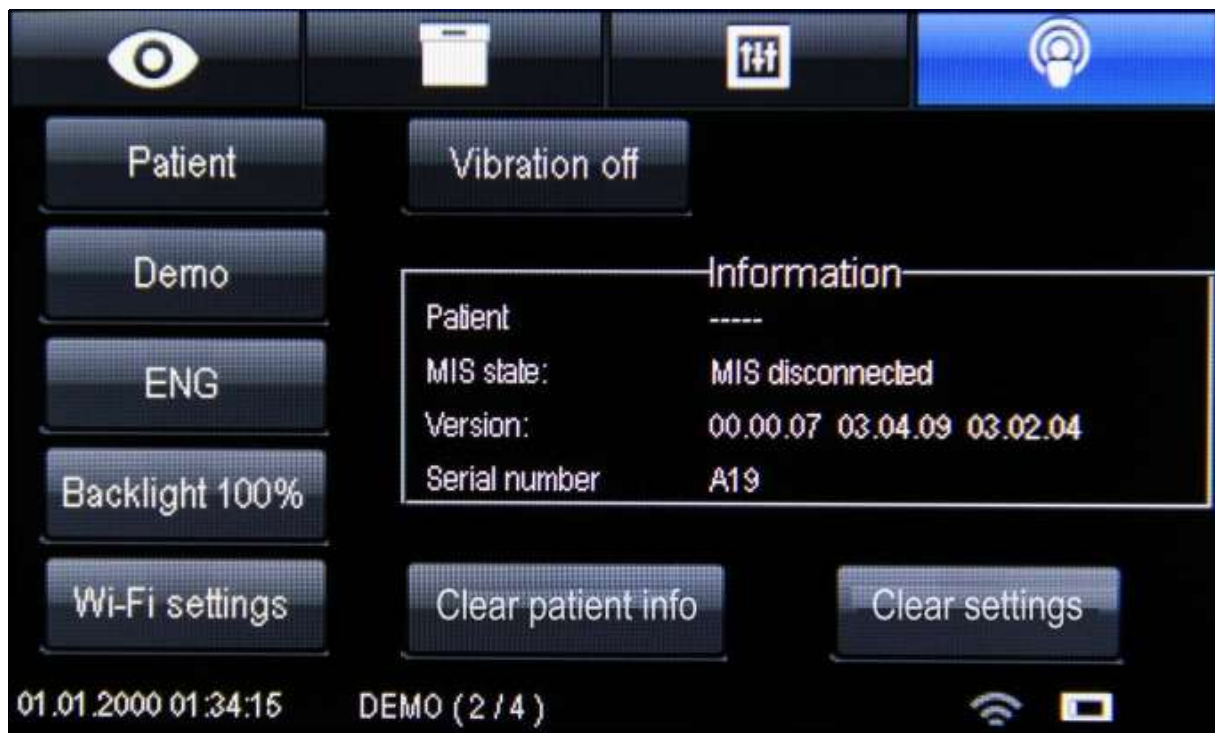 Patient
Vibration off
Demo
Information
Patient -----
MIS state: MIS disconnected
ENG
Version: 00.00.07 03.04.09 03.02.04
Serial number A19
Backlight 100%
Wi-Fi settings
Clear patient info
Clear settings
01.01.2000 01:34:15
DEMO ( 2 / 4 )